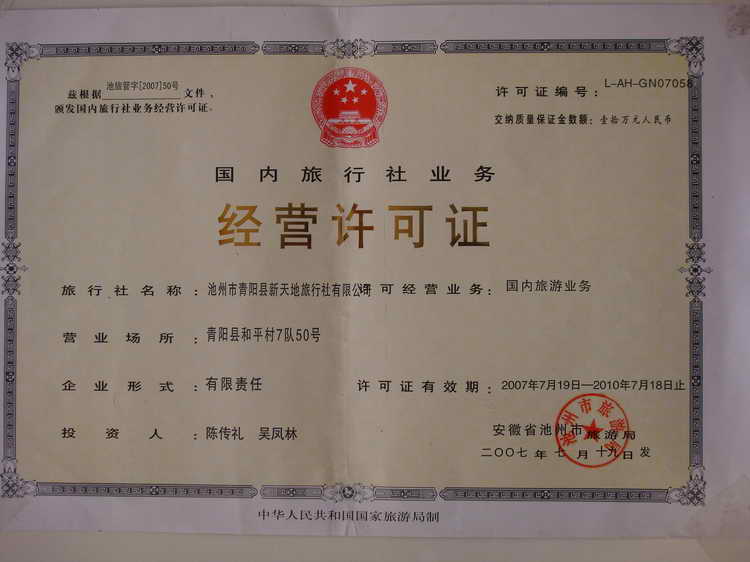 池旅管字[2007]50号
兹根据 文件，
颁发国内旅行社业务经营许可证。
许可证编号：L-AH-GN07058
交纳质量保证金数额：壹拾万元人民币
国内旅行社业务
经营许可证
旅行社名称：池州市青阳县新天地旅行社有限公司
许可经营业务：国内旅游业务
营业场所：青阳县和平村7队50号
企业形式：有限责任
许可证有效期：2007年7月19日—2010年7月18日止
投资人：陈传礼 吴凤林
安徽省池州市旅游局
二〇〇七年七月十九日发
池州市旅游局
中华人民共和国国家旅游局制